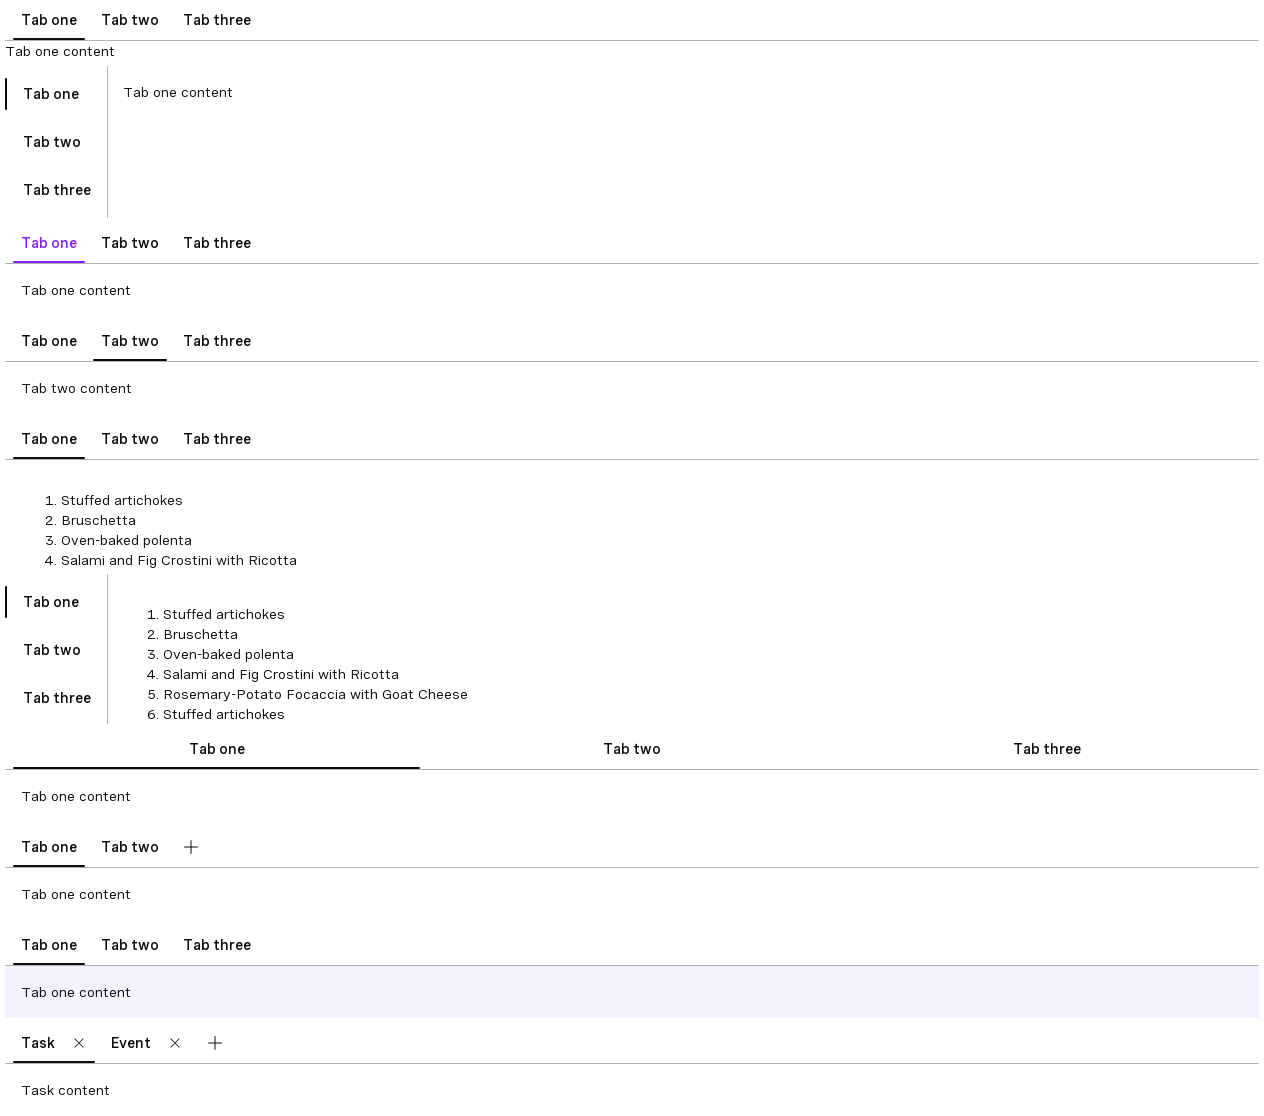 Tab one Tab two Tab three
Tab one content
Tab one
Tab one content
Tab two
Tab three
Tab one Tab two Tab three
Tab one content
Tab one Tab two Tab three
Tab two content
Tab one Tab two Tab three
1. Stuffed artichokes
2. Bruschetta
3. Oven-baked polenta
4. Salami and Fig Crostini with Ricotta
Tab one
Tab two
Tab three
1. Stuffed artichokes
2. Bruschetta
3. Oven-baked polenta
4. Salami and Fig Crostini with Ricotta
5. Rosemary-Potato Focaccia with Goat Cheese
6. Stuffed artichokes
Tab one Tab two Tab three
Tab one content
Tab one Tab two
Tab one content
Tab one Tab two Tab three
Tab one content
Task Event
Task content